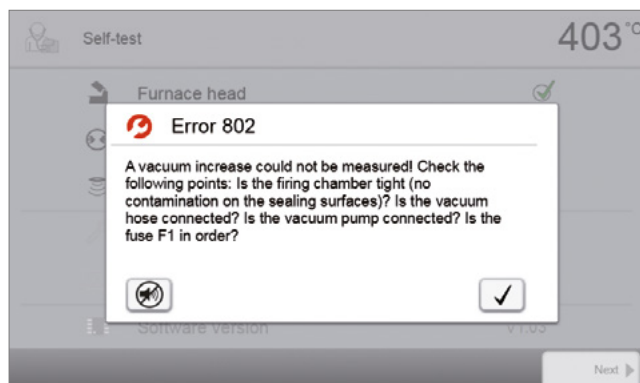 Self-test
403 °C
Furnace head
Error 802
A vacuum increase could not be measured! Check the
following points: Is the firing chamber tight (no
contamination on the sealing surfaces)? Is the vacuum
hose connected? Is the vacuum pump connected? Is the
fuse F1 in order?
Software version
V1.03
Next